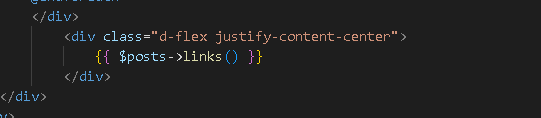 </div>
<div class="d-flex justify-content-center">
{{ $posts->links() }}
</div>
</div>